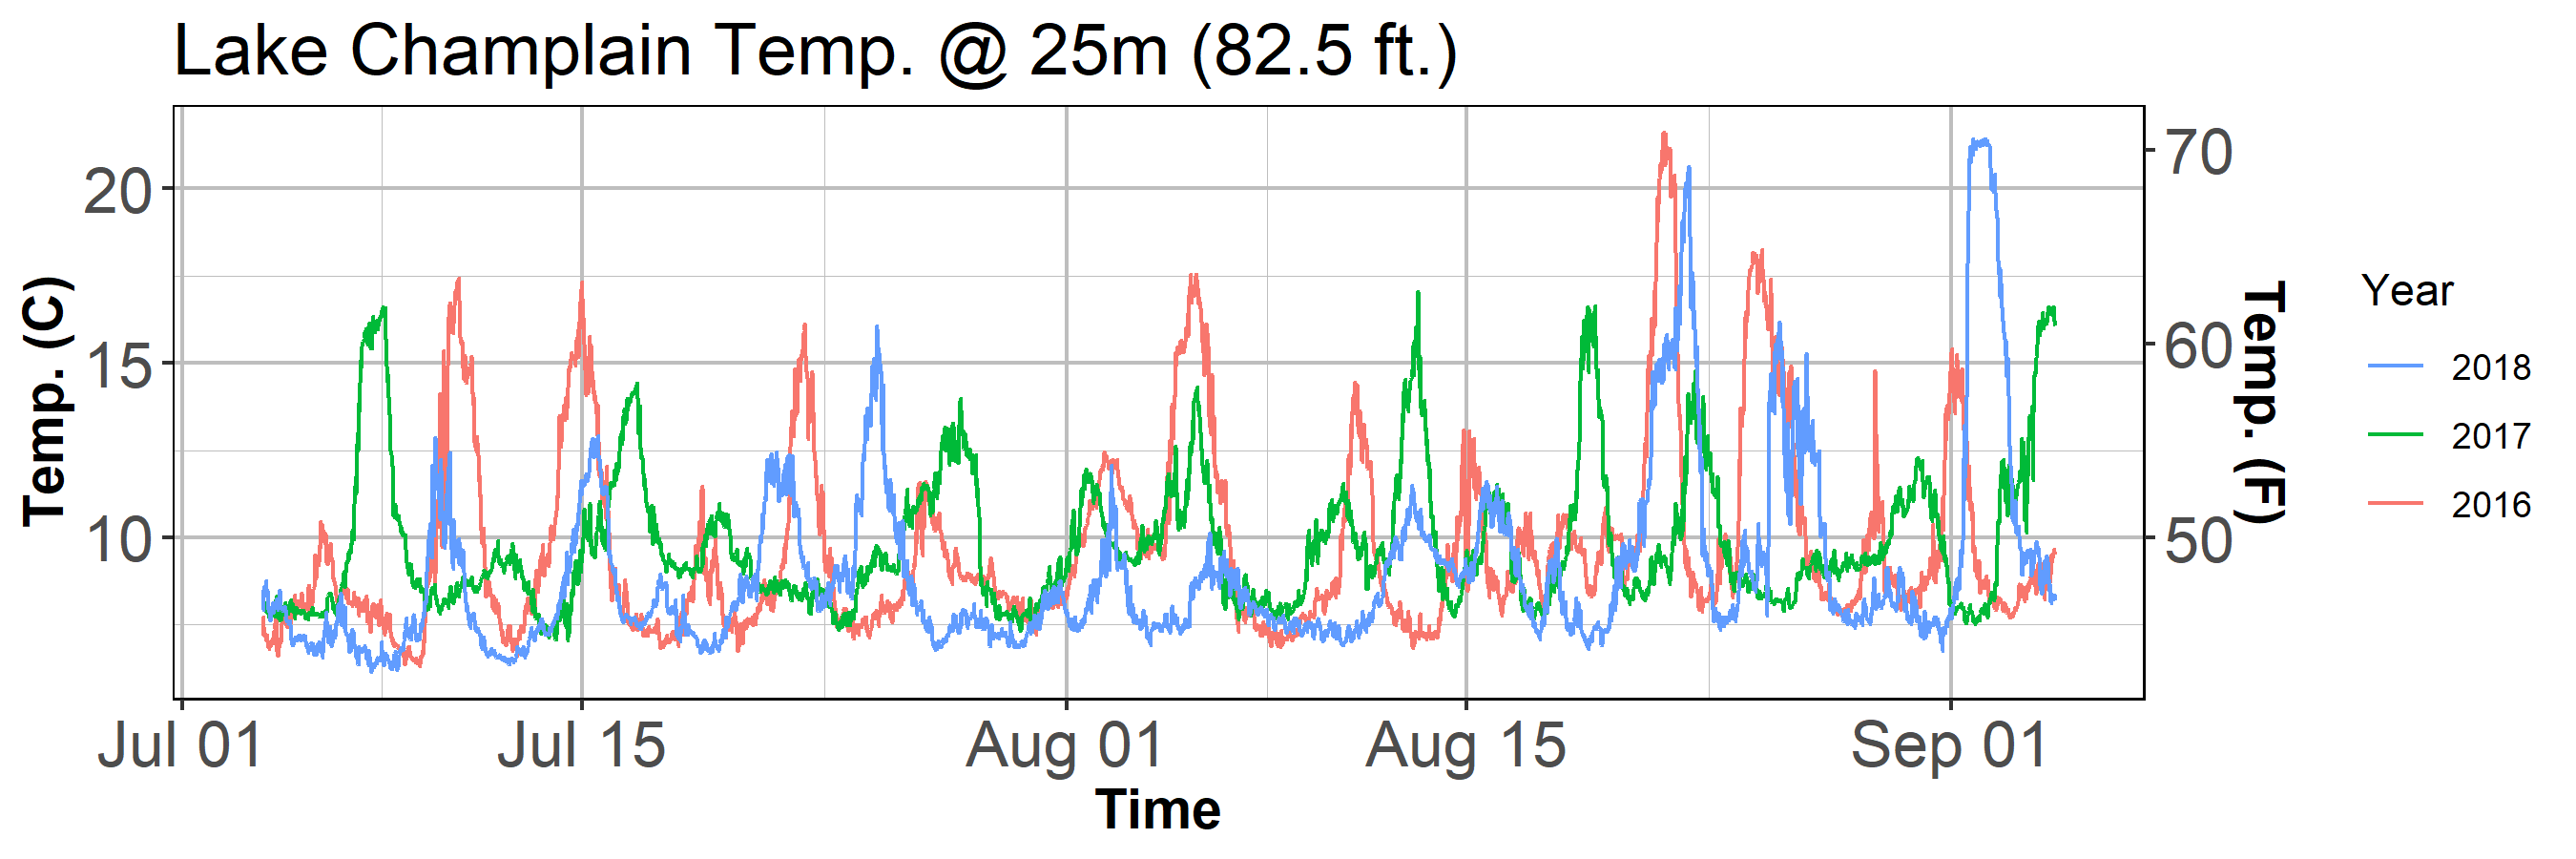 Lake Champlain Temp. @ 25m (82.5 ft.)
Temp. (C)
20
15
10
70
60
50
Temp. (F)
Year
2018
2017
2016
Jul 01
Jul 15
Aug 01
Aug 15
Sep 01
Time